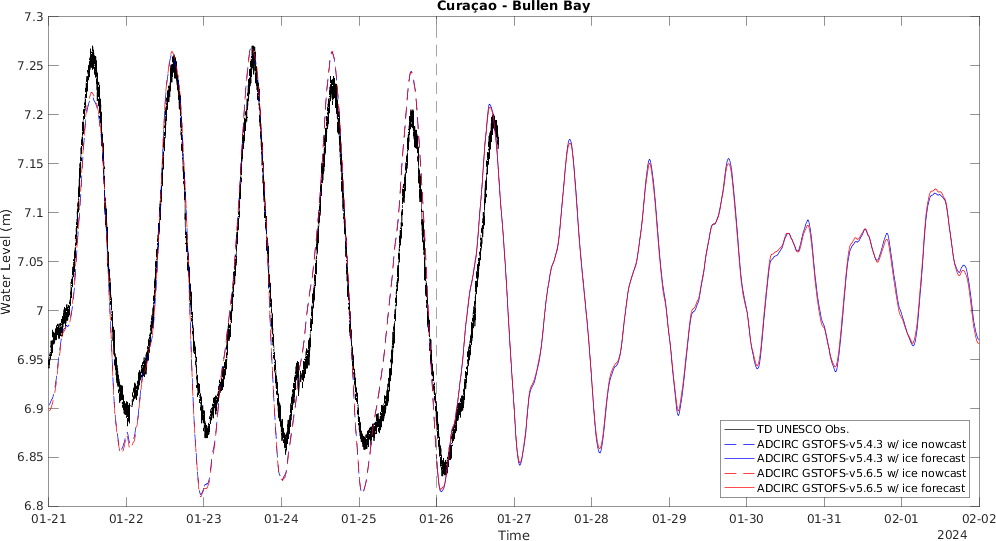 Curaçao - Bullen Bay
7.3
7.25
7.2
7.15
7.1
7.05
7
6.95
6.9
6.85
6.8
Water Level (m)
TD UNESCO Obs.
ADCIRC GSTOFS-v5.4.3 w/ ice nowcast
ADCIRC GSTOFS-v5.4.3 w/ ice forecast
ADCIRC GSTOFS-v5.6.5 w/ ice nowcast
ADCIRC GSTOFS-v5.6.5 w/ ice forecast
01-21 01-22 01-23 01-24 01-25 01-26 01-27 01-28 01-29 01-30 01-31 02-01 02-02
Time
2024